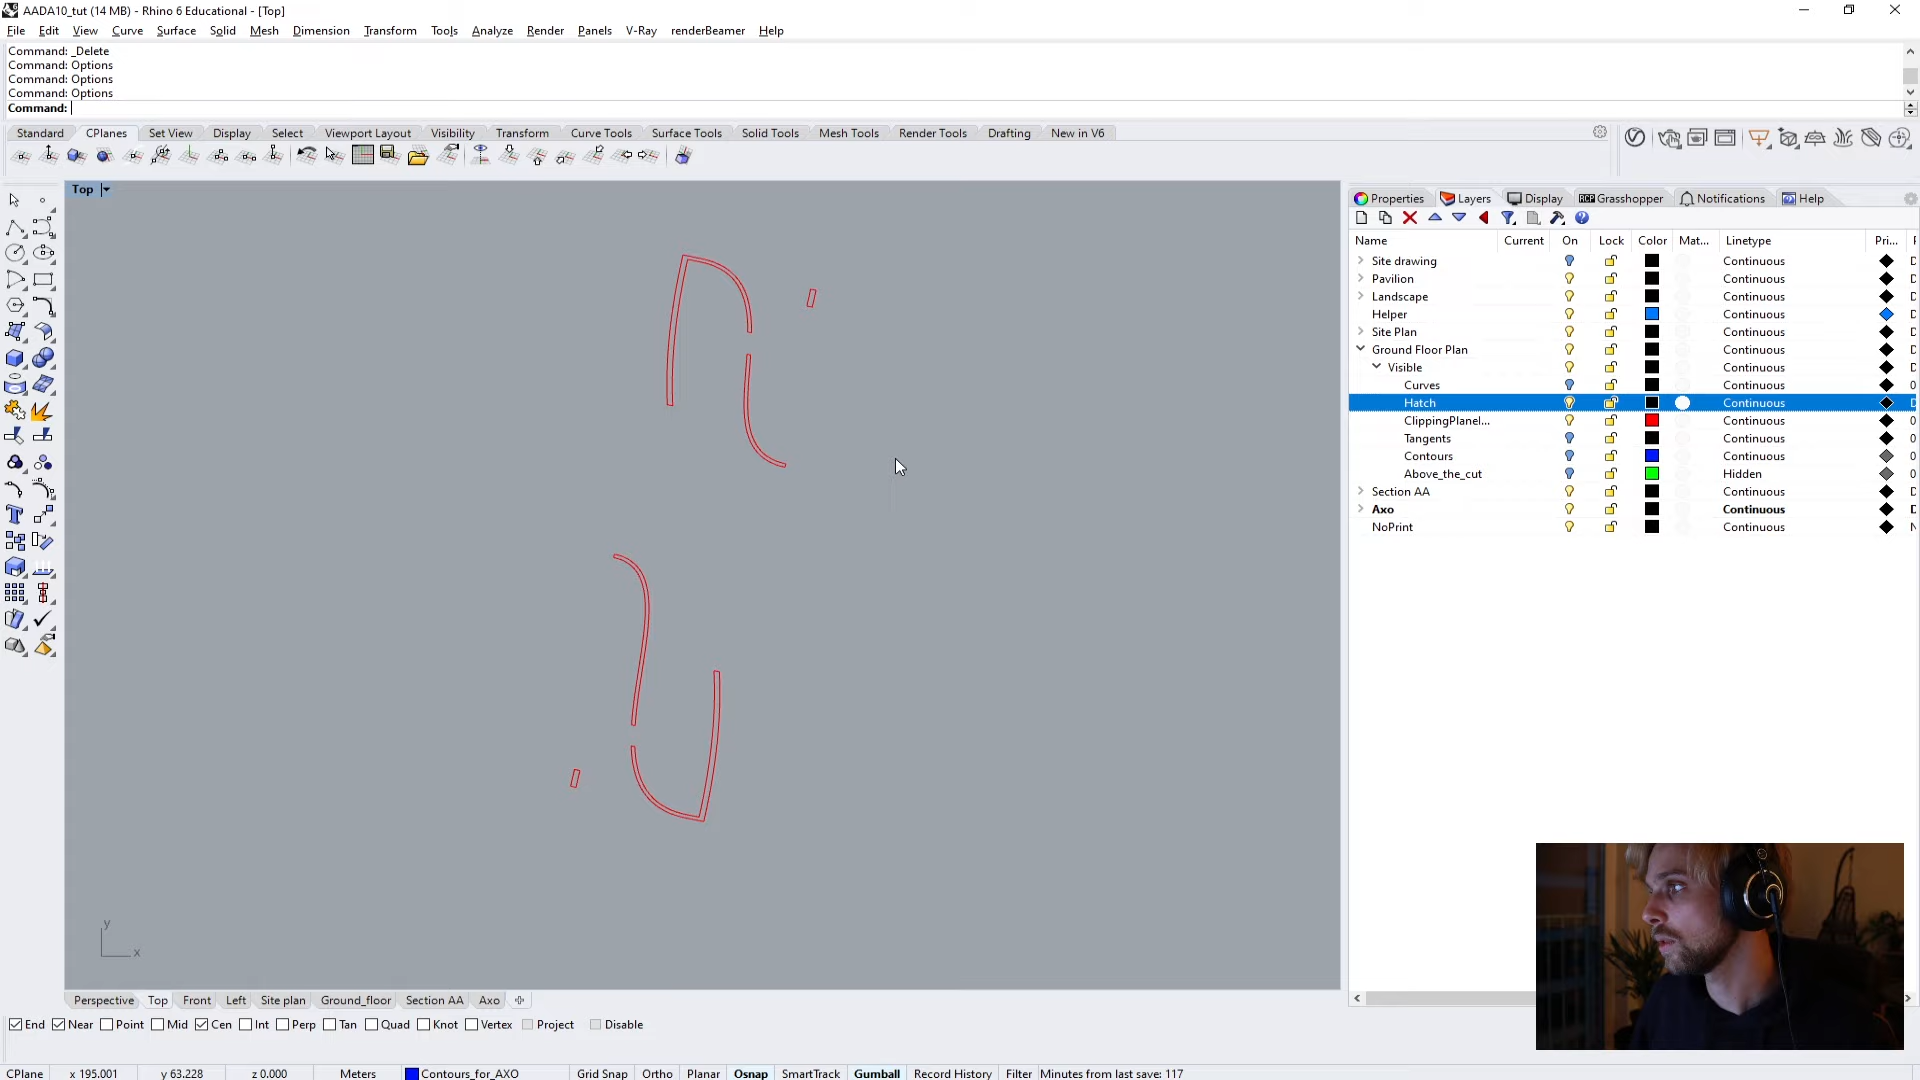 AADA10_tut (14 MB) - Rhino 6 Educational - [Top]
File Edit View Curve Surface Solid Mesh Dimension Transform Tools Analyze Render Panels V-Ray renderBeamer Help
Command: _Delete
Command: Options
Command: Options
Command: Options
Command:
Standard CPlanes Set View Display Select Viewport Layout Visibility Transform Curve Tools Surface Tools Solid Tools Mesh Tools Render Tools Drafting New in V6
Top
Properties Layers Display Grasshopper Notifications Help
Name Current On Lock Color Mat... Linetype Pri...
Site drawing Continuous
Pavilion Continuous
Landscape Continuous
Helper Continuous
Site Plan Continuous
Ground Floor Plan Continuous
Visible Continuous
Curves Continuous
Hatch Continuous
ClippingPlaneI... Continuous
Tangents Continuous
Contours Continuous
Above_the_cut Hidden
Section AA Continuous
Axo Continuous
NoPrint Continuous
y
x
Perspective Top Front Left Site plan Ground_floor Section AA Axo
End Near Point Mid Cen Int Perp Tan Quad Knot Vertex Project Disable
CPlane x 195.001 y 63.228 z 0.000 Meters Contours_for_AXO Grid Snap Ortho Planar Osnap SmartTrack Gumball Record History Filter Minutes from last save: 117